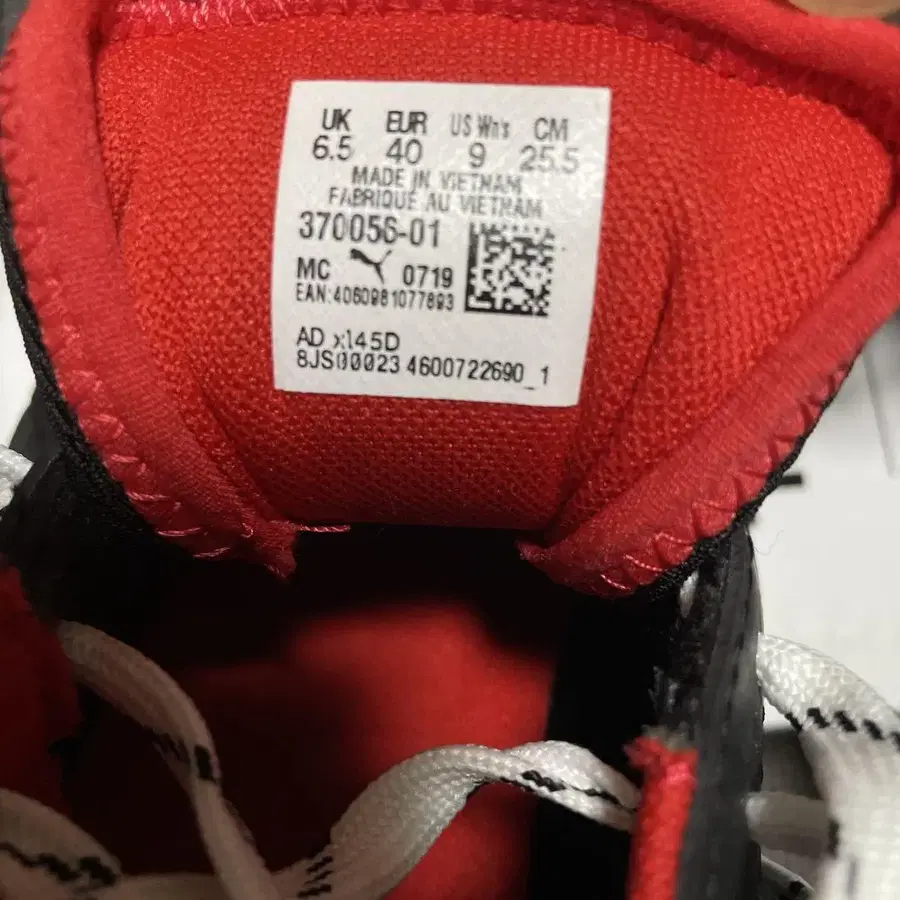 UK EUR US Wn's CM
6.5 40 9 25.5
MADE IN VIETNAM
FABRIQUE AU VIETNAM
370056-01
MC 0719
EAN:4060981077893
AD x145D
8JS00023 4600722690_1